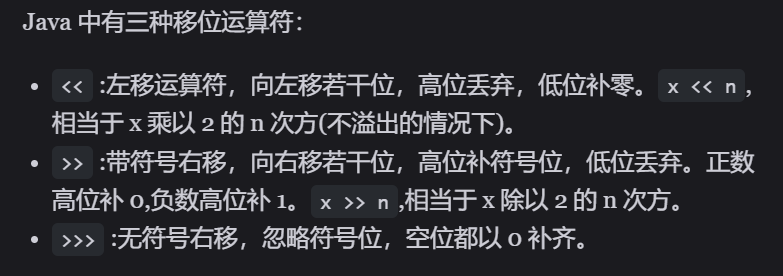 Java 中有三种移位运算符：
• << :左移运算符，向左移若干位，高位丢弃，低位补零。 x << n ,
相当于 x 乘以 2 的 n 次方(不溢出的情况下)。
• >> :带符号右移，向右移若干位，高位补符号位，低位丢弃。正数
高位补 0,负数高位补 1。 x >> n ,相当于 x 除以 2 的 n 次方。
• >>> :无符号右移，忽略符号位，空位都以 0 补齐。